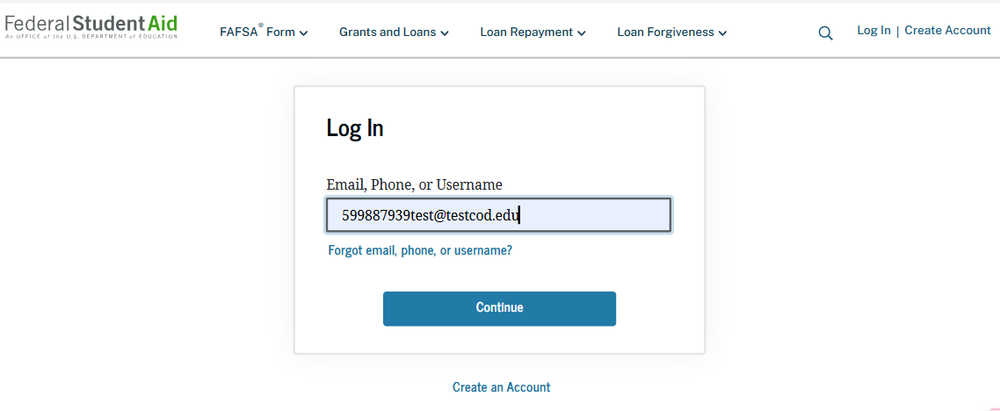 Federal Student Aid
An OFFICE of the U.S. DEPARTMENT of EDUCATION
FAFSA® Form
Grants and Loans
Loan Repayment
Loan Forgiveness
Log In | Create Account
Log In
Email, Phone, or Username
599887939test@testcod.edu
Forgot email, phone, or username?
Continue
Create an Account